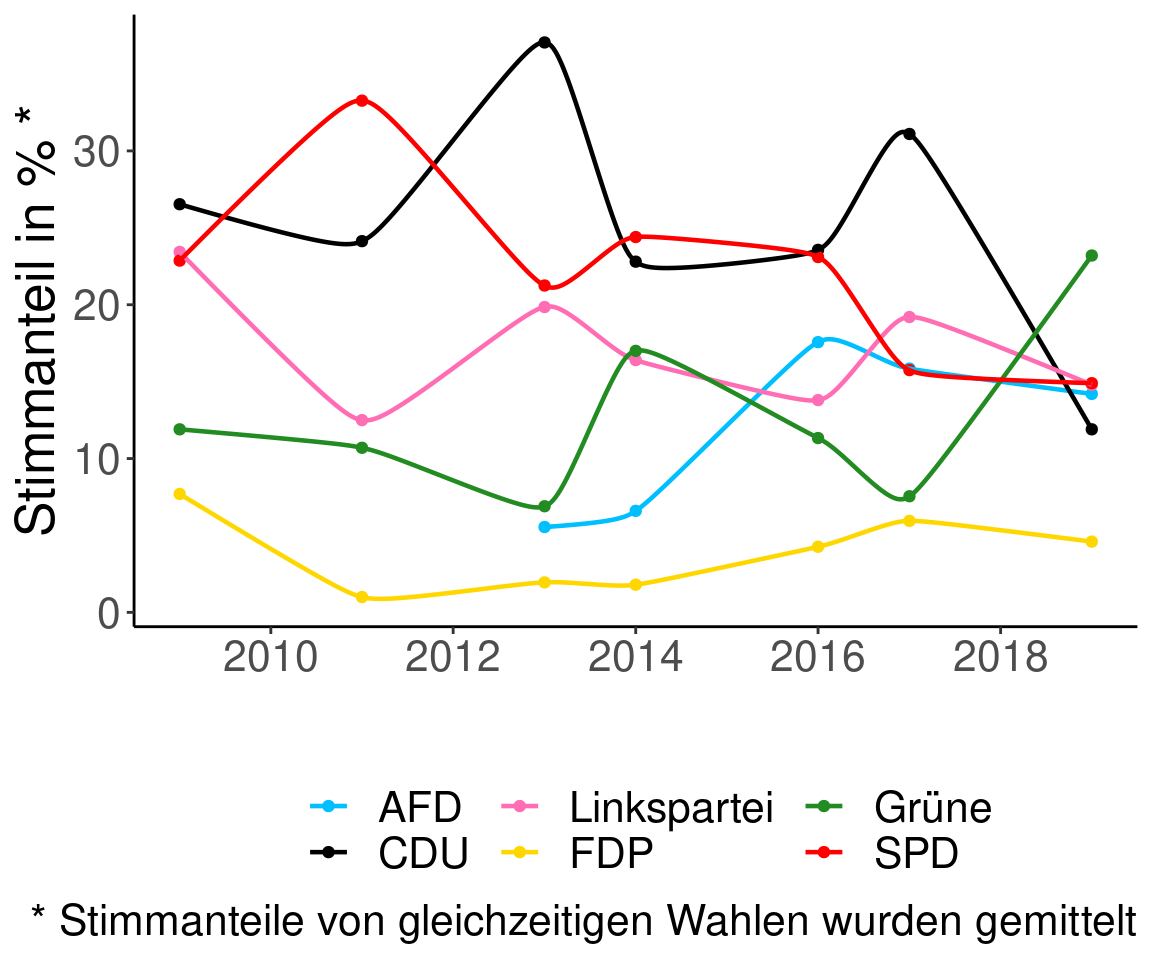 Stimmanteil in % *
30
20
10
0
2010 2012 2014 2016 2018
AFD Linkspartei Grüne
CDU FDP SPD
* Stimmanteile von gleichzeitigen Wahlen wurden gemittelt